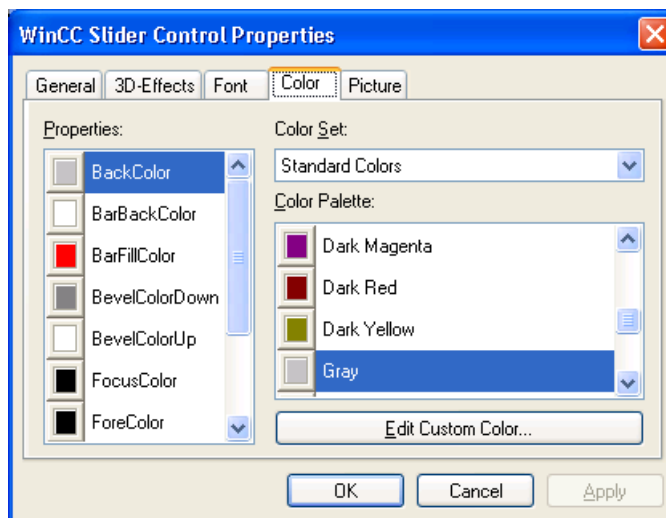 WinCC Slider Control Properties
General 3D-Effects Font Color Picture
Properties:
BackColor
BarBackColor
BarFillColor
BevelColorDown
BevelColorUp
FocusColor
ForeColor
Color Set:
Standard Colors
Color Palette:
Dark Magenta
Dark Red
Dark Yellow
Gray
Edit Custom Color...
OK Cancel Apply